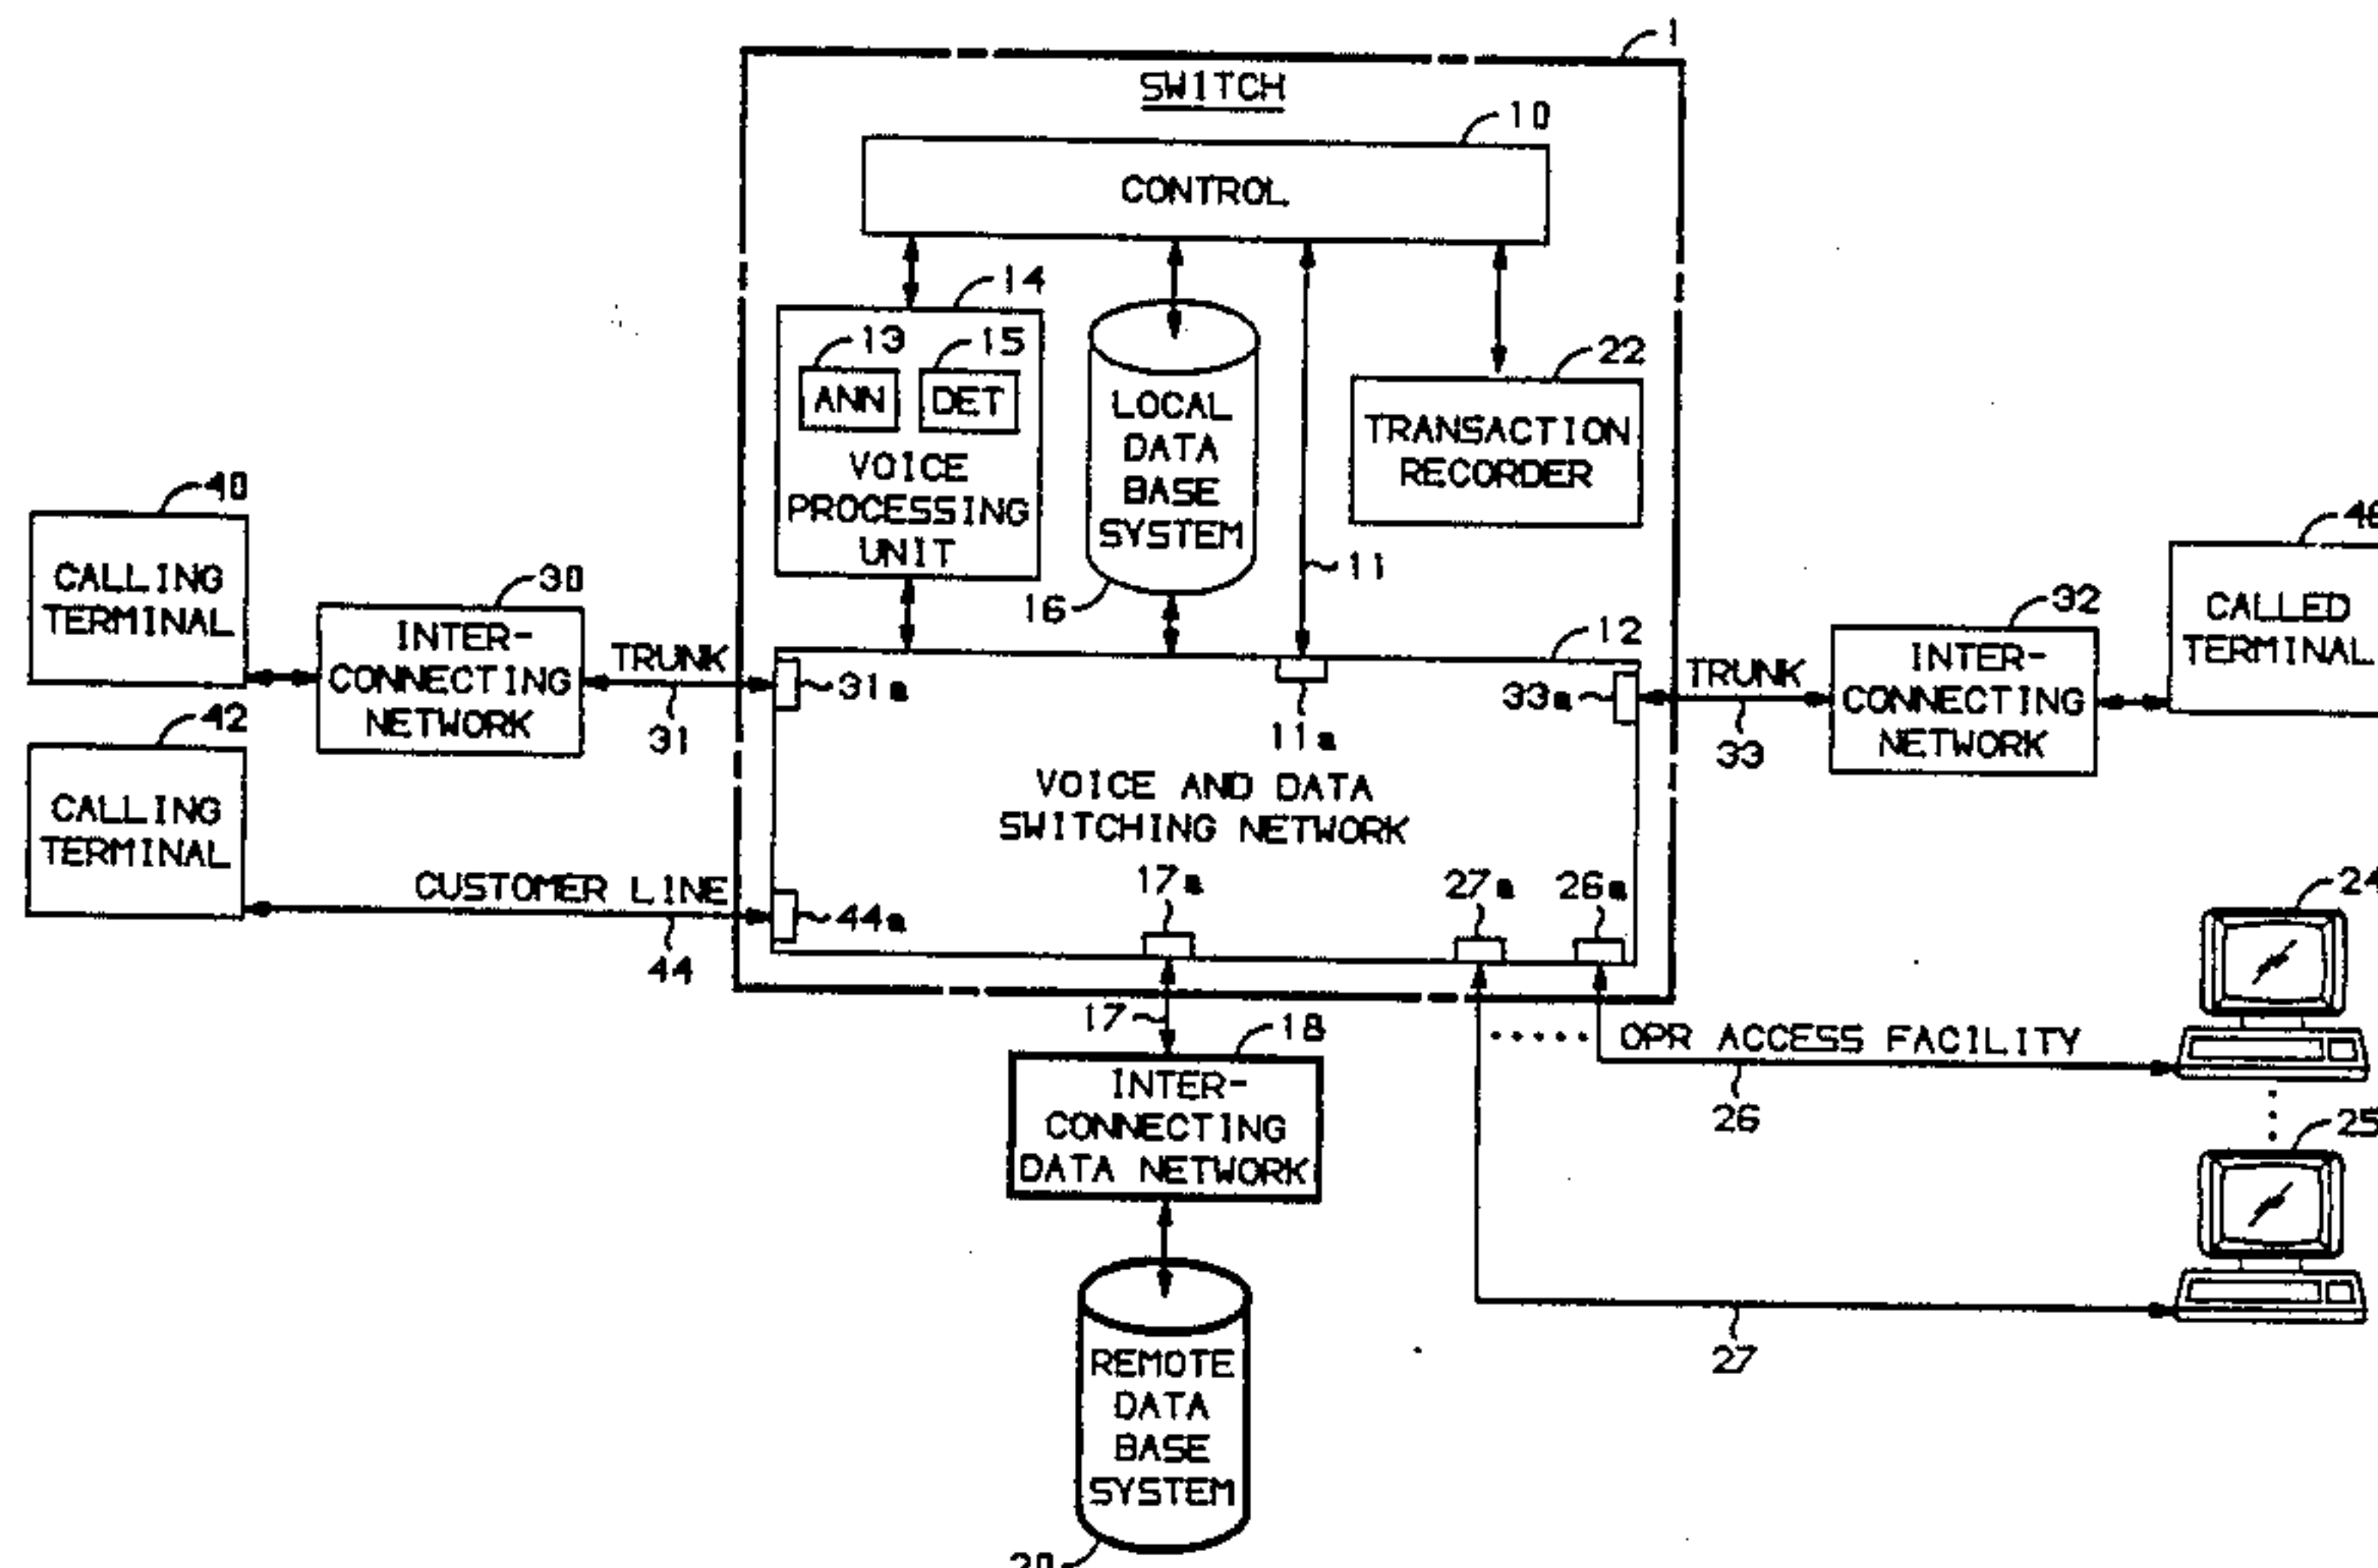 1
SWITCH
10
CONTROL
14
13
15
22
ANN
DET
LOCAL
DATA
BASE
SYSTEM
TRANSACTION
RECORDER
VOICE
PROCESSING
UNIT
11
16
12
40
CALLING
TERMINAL
30
INTER-
CONNECTING
NETWORK
TRUNK
31
31a
11a
33a
TRUNK
33
32
INTER-
CONNECTING
NETWORK
CALLED
TERMINAL
42
CALLING
TERMINAL
VOICE AND DATA
SWITCHING NETWORK
CUSTOMER LINE
44
44a
17a
27a
26a
24
17
18
OPR ACCESS FACILITY
26
INTER-
CONNECTING
DATA NETWORK
25
27
REMOTE
DATA
BASE
SYSTEM
20